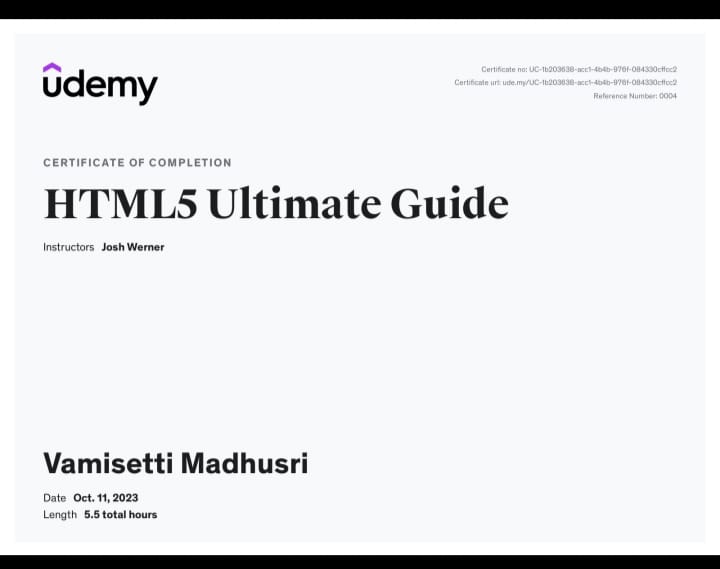 udemy
Certificate no: UC-1b203638-acc1-4b4b-976f-084330cffcc2
Certificate url: ude.my/UC-1b203638-acc1-4b4b-976f-084330cffcc2
Reference Number: 0004
CERTIFICATE OF COMPLETION
HTML5 Ultimate Guide
Instructors Josh Werner
Vamisetti Madhusri
Date Oct. 11, 2023
Length 5.5 total hours